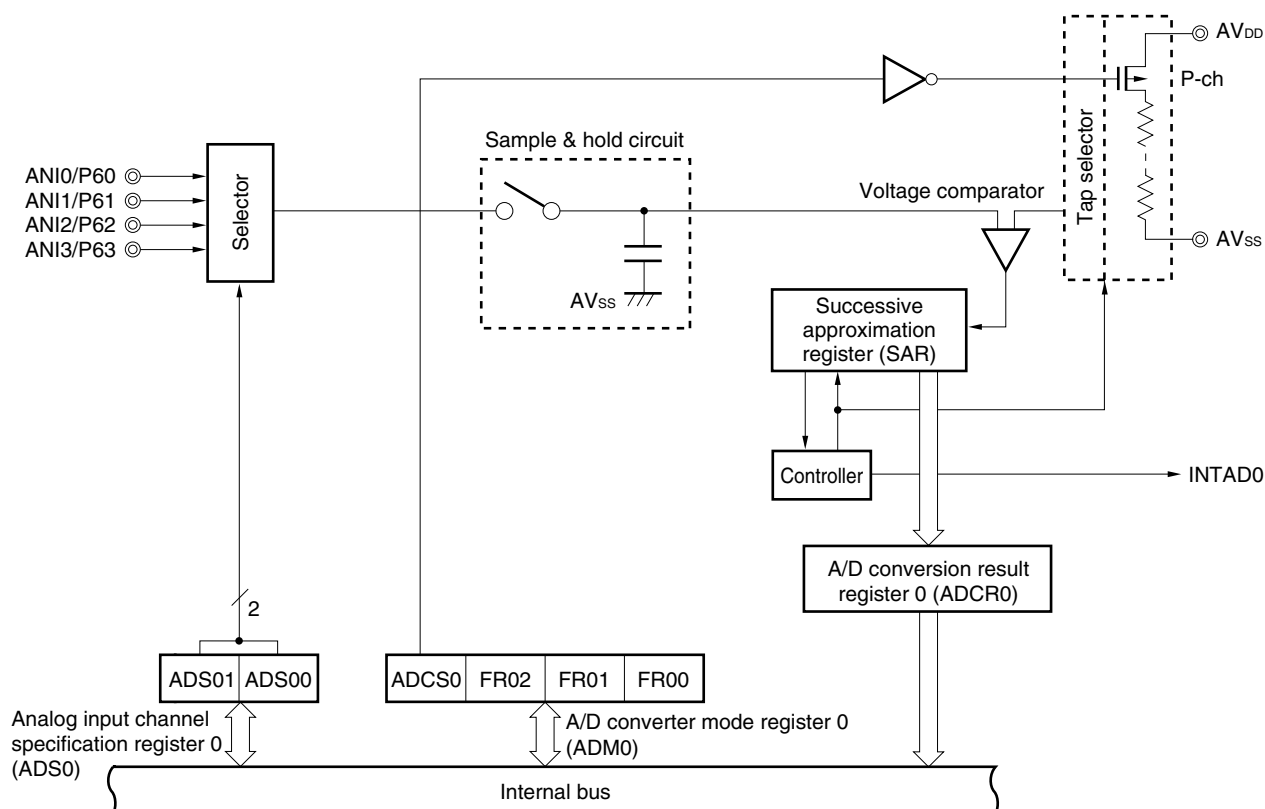 AVDD
P-ch
Sample & hold circuit
ANI0/P60
ANI1/P61
ANI2/P62
ANI3/P63
Selector
Voltage comparator
Tap selector
AVSS
AVSS
Successive
approximation
register (SAR)
Controller
INTAD0
A/D conversion result
register 0 (ADCR0)
2
ADS01 ADS00
ADCS0 FR02 FR01 FR00
Analog input channel
specification register 0
(ADS0)
A/D converter mode register 0
(ADM0)
Internal bus